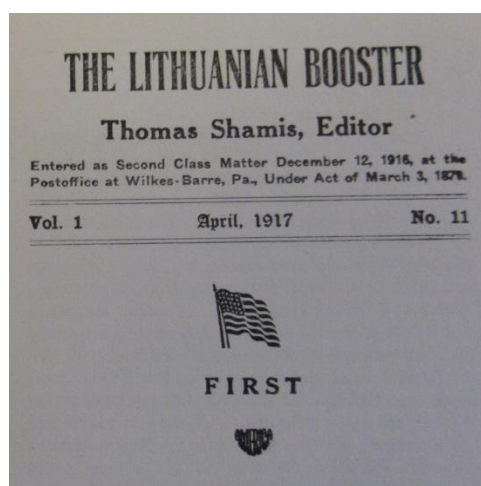 THE LITHUANIAN BOOSTER
Thomas Shamis, Editor
Entered as Second Class Matter December 12, 1916, at the
Postoffice at Wilkes-Barre, Pa., Under Act of March 3, 1879.
Vol. 1 April, 1917 No. 11
FIRST
AMERICA